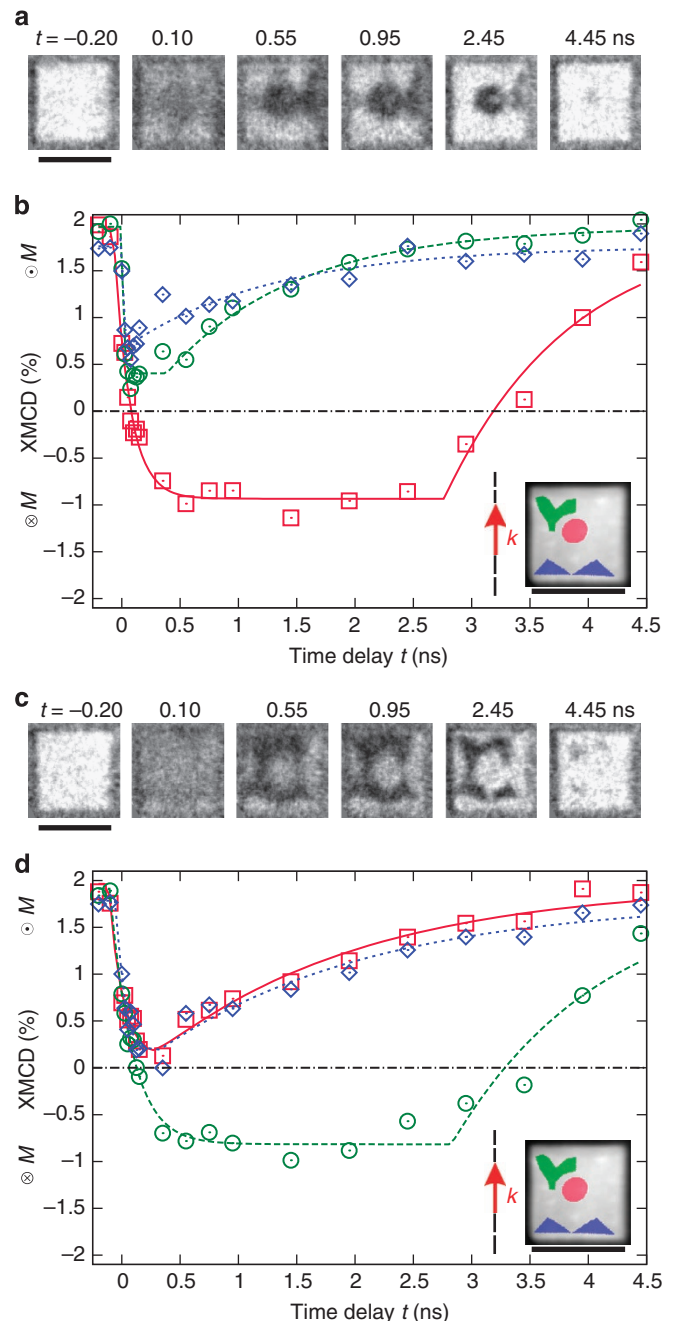 a
t = −0.20 0.10 0.55 0.95 2.45 4.45 ns
b
2
1.5
1
0.5
0
−0.5
−1
−1.5
−2
⊙ M
XMCD (%)
⊗ M
k
0 0.5 1 1.5 2 2.5 3 3.5 4 4.5
Time delay t (ns)
c
t = −0.20 0.10 0.55 0.95 2.45 4.45 ns
d
2
1.5
1
0.5
0
−0.5
−1
−1.5
−2
⊙ M
XMCD (%)
⊗ M
k
0 0.5 1 1.5 2 2.5 3 3.5 4 4.5
Time delay t (ns)